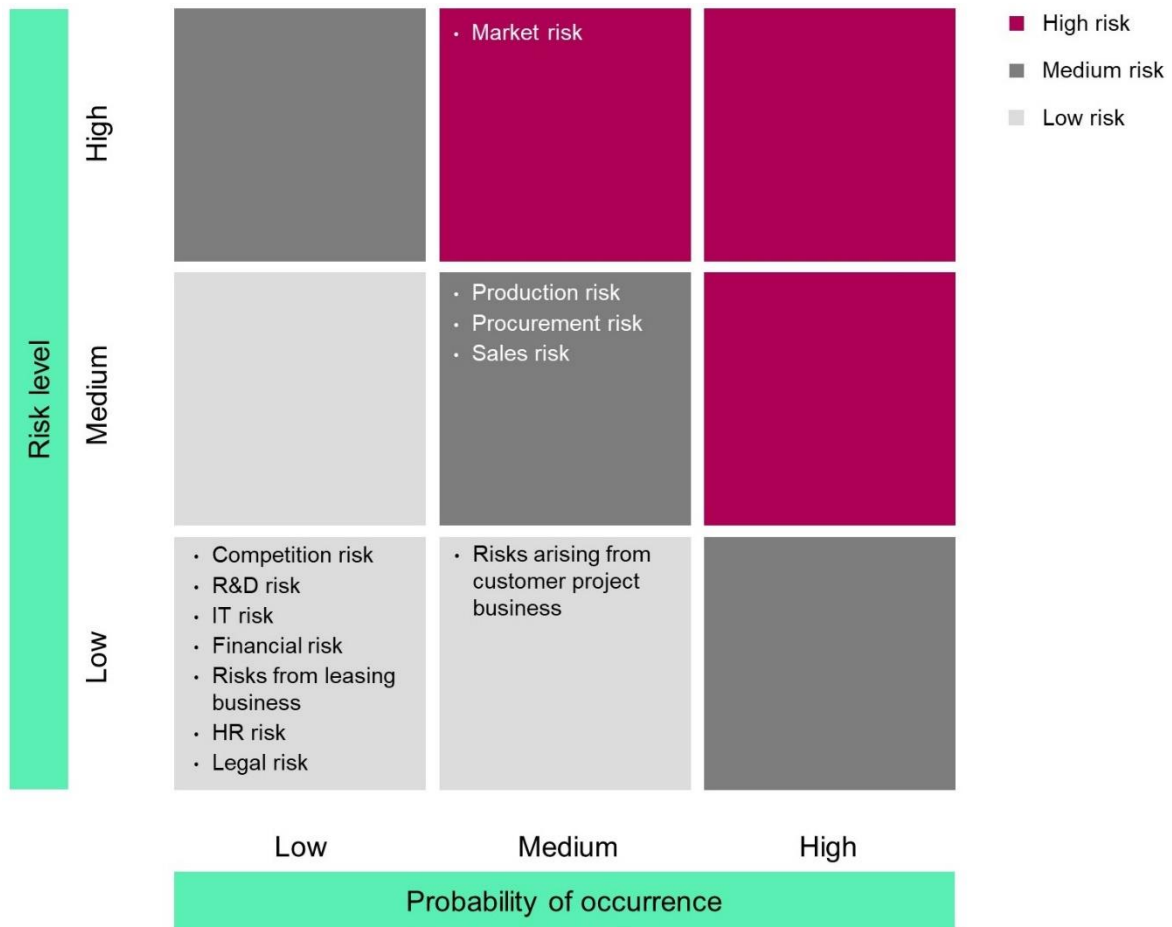 High risk
Medium risk
Low risk
Risk level
High
• Market risk
Medium
• Production risk
• Procurement risk
• Sales risk
Low
• Competition risk
• R&D risk
• IT risk
• Financial risk
• Risks from leasing
business
• HR risk
• Legal risk
• Risks arising from
customer project
business
Low
Medium
High
Probability of occurrence